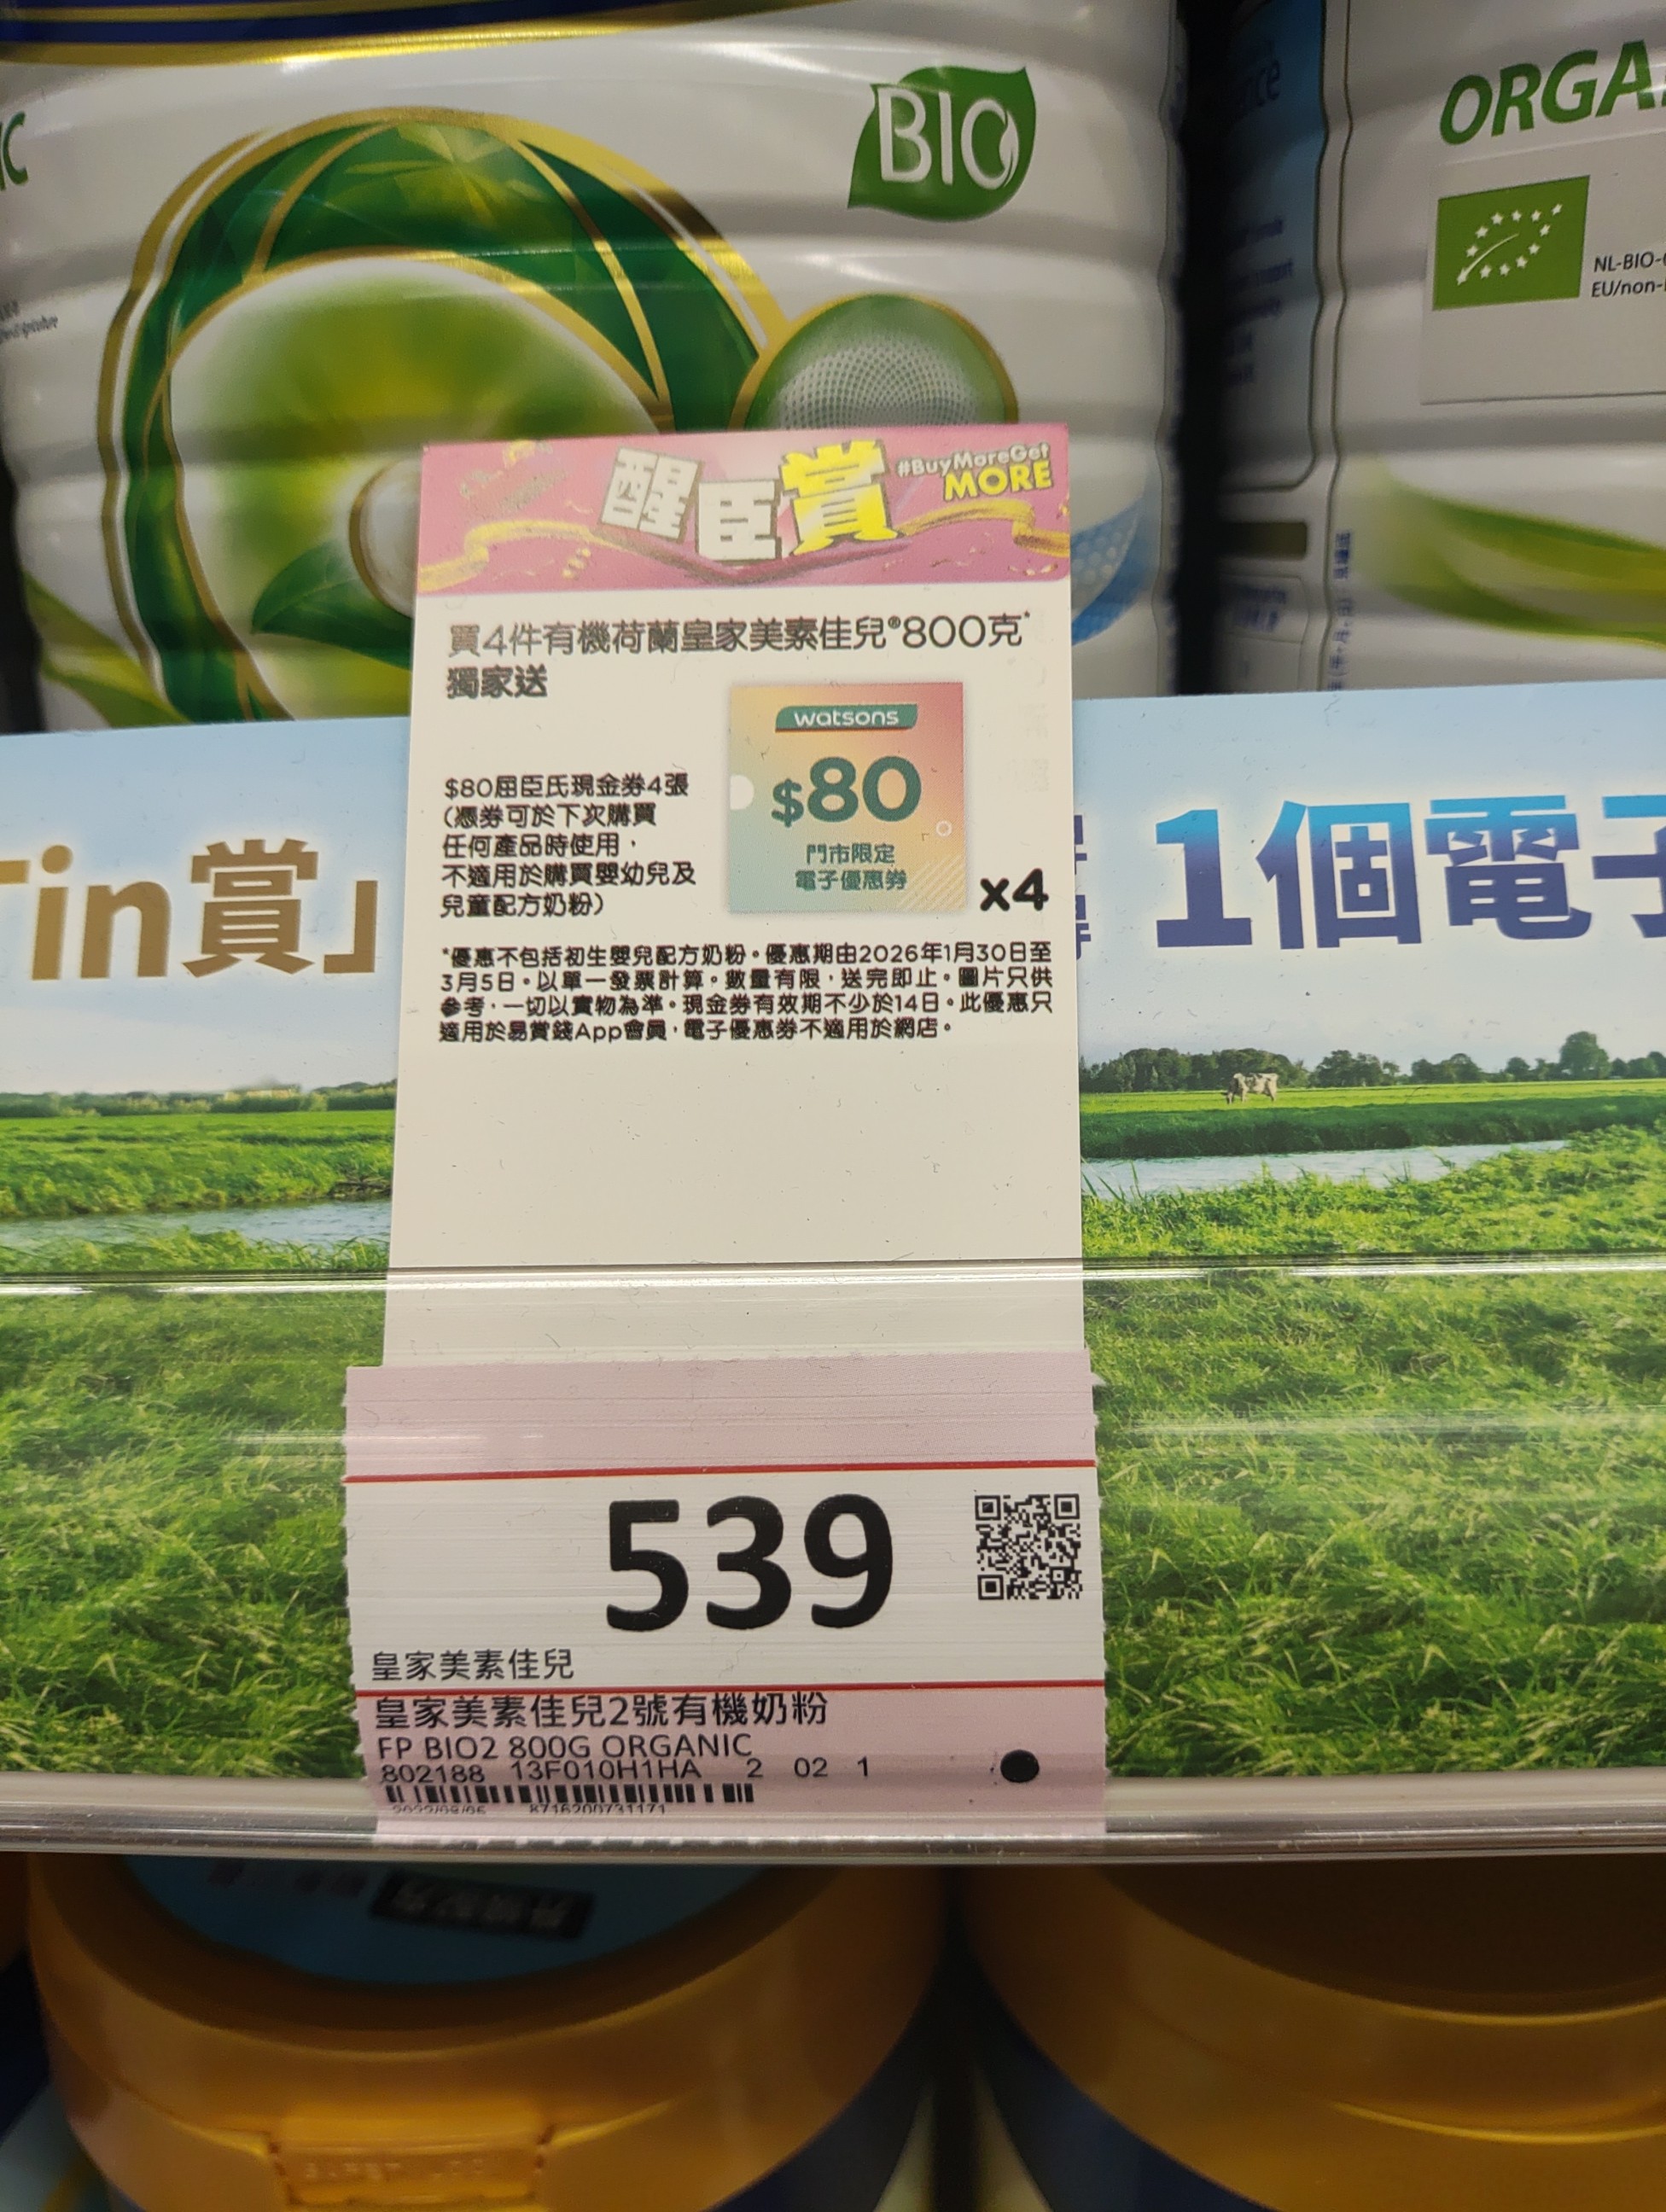 BIO
ORGA
NL-BIO-
EU/non-
醒臣賞
#BuyMoreGet
MORE
買4件有機荷蘭皇家美素佳兒®800克*
獨家送
watsons
$80
門市限定
電子優惠券
x4
$80屈臣氏現金券4張
(憑券可於下次購買
任何產品時使用，
不適用於購買嬰幼兒及
兒童配方奶粉)
*優惠不包括初生嬰兒配方奶粉。優惠期由2026年1月30日至
3月5日。以單一發票計算。數量有限，送完即止。圖片只供
參考，一切以實物為準。現金券有效期不少於14日。此優惠只
適用於易賞錢App會員，電子優惠券不適用於網店。
in賞」
1個電子
539
皇家美素佳兒
皇家美素佳兒2號有機奶粉
FP BIO2 800G ORGANIC
802188 13F010H1HA 2 02 1
8716200731171